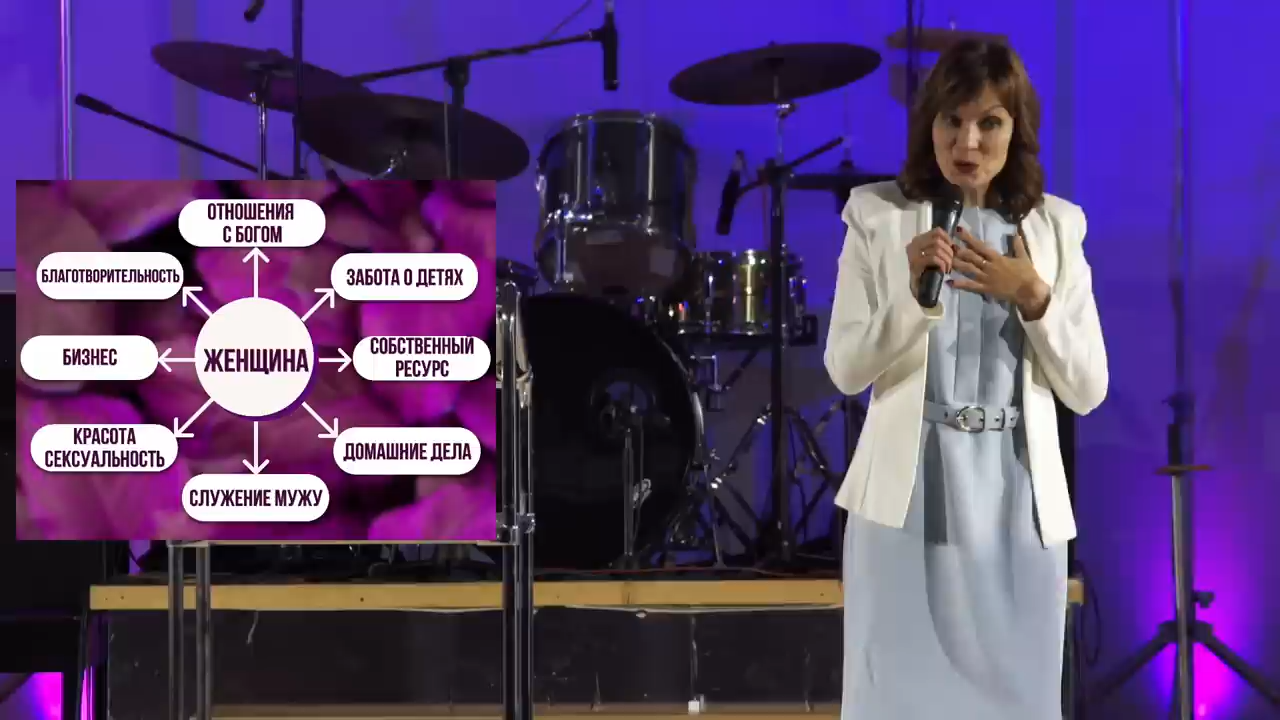 ОТНОШЕНИЯ
С БОГОМ
БЛАГОТВОРИТЕЛЬНОСТЬ
ЗАБОТА О ДЕТЯХ
БИЗНЕС
ЖЕНЩИНА
СОБСТВЕННЫЙ
РЕСУРС
КРАСОТА
СЕКСУАЛЬНОСТЬ
ДОМАШНИЕ ДЕЛА
СЛУЖЕНИЕ МУЖУ